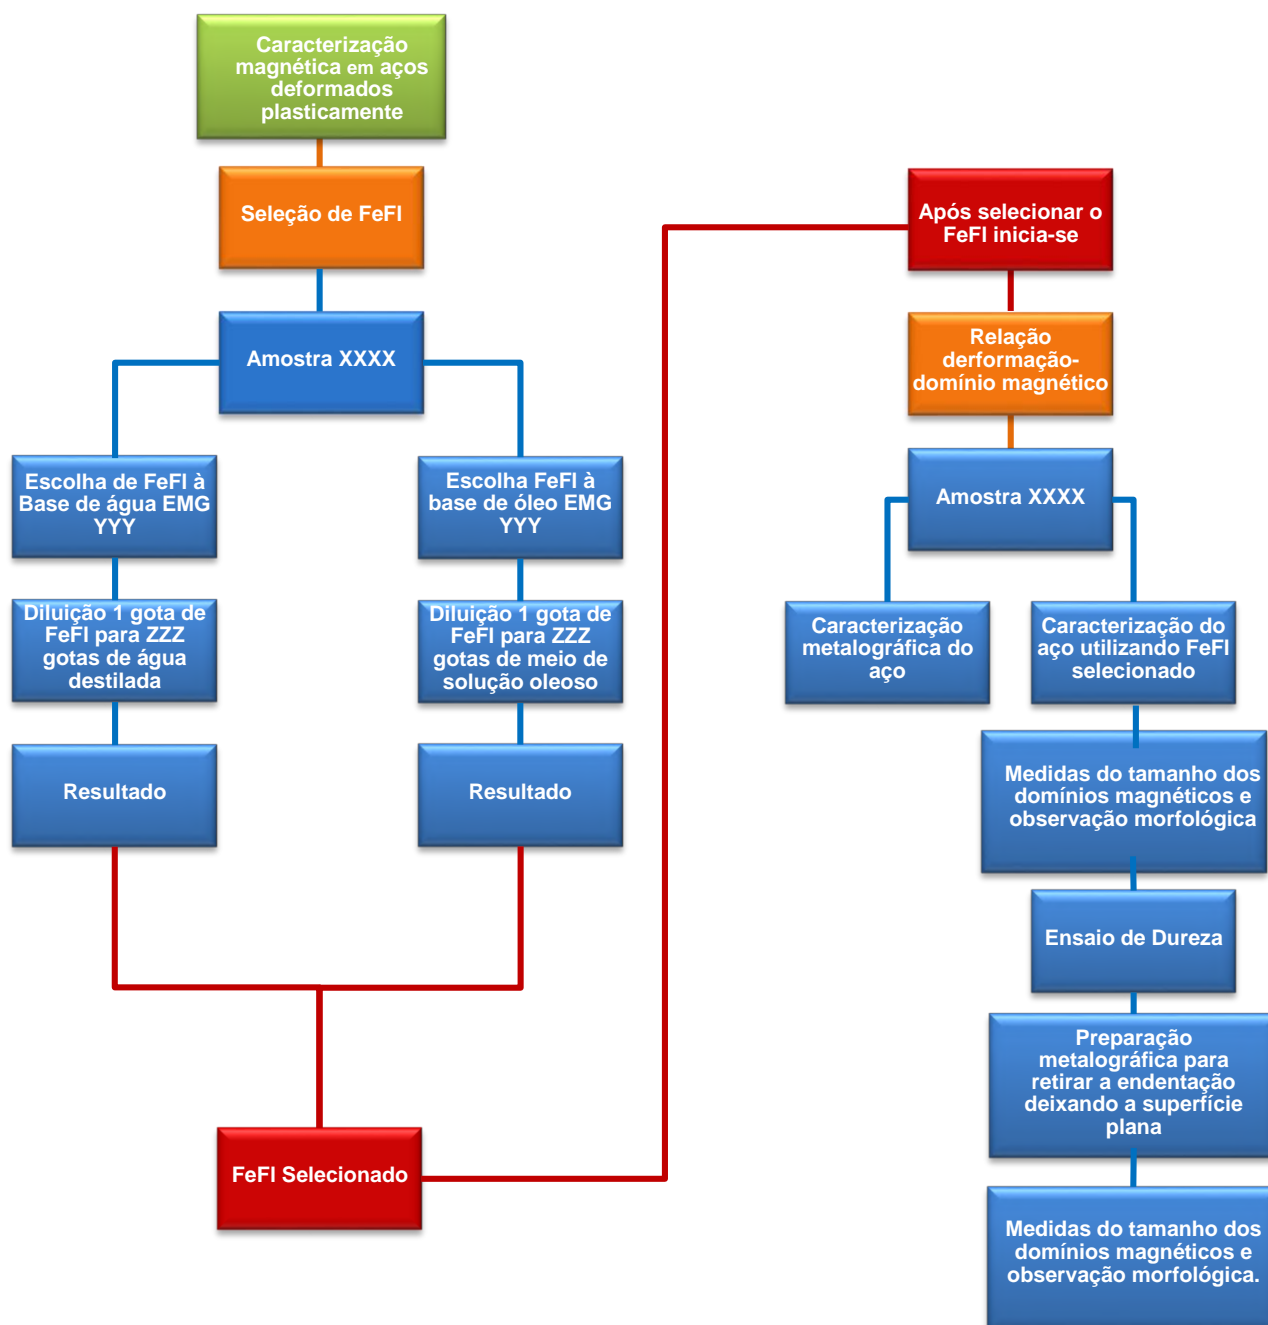 Caracterização
magnética em aços
deformados
plasticamente
Seleção de FeFl
Amostra XXXX
Escolha de FeFl à
Base de água EMG
YYY
Escolha FeFl à
base de óleo EMG
YYY
Diluição 1 gota de
FeFl para ZZZ
gotas de água
destilada
Diluição 1 gota de
FeFl para ZZZ
gotas de meio de
solução oleoso
Resultado
Resultado
FeFl Selecionado
Após selecionar o
FeFl inicia-se
Relação
derformação-
domínio magnético
Amostra XXXX
Caracterização
metalográfica do
aço
Caracterização do
aço utilizando FeFl
selecionado
Medidas do tamanho dos
domínios magnéticos e
observação morfológica
Ensaio de Dureza
Preparação
metalográfica para
retirar a endentação
deixando a superfície
plana
Medidas do tamanho dos
domínios magnéticos e
observação morfológica.